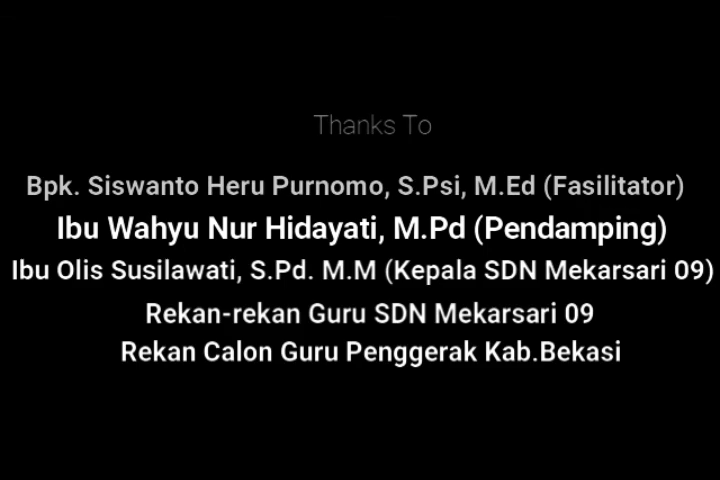 Thanks To
Bpk. Siswanto Heru Purnomo, S.Psi, M.Ed (Fasilitator)
Ibu Wahyu Nur Hidayati, M.Pd (Pendamping)
Ibu Olis Susilawati, S.Pd. M.M (Kepala SDN Mekarsari 09)
Rekan-rekan Guru SDN Mekarsari 09
Rekan Calon Guru Penggerak Kab.Bekasi